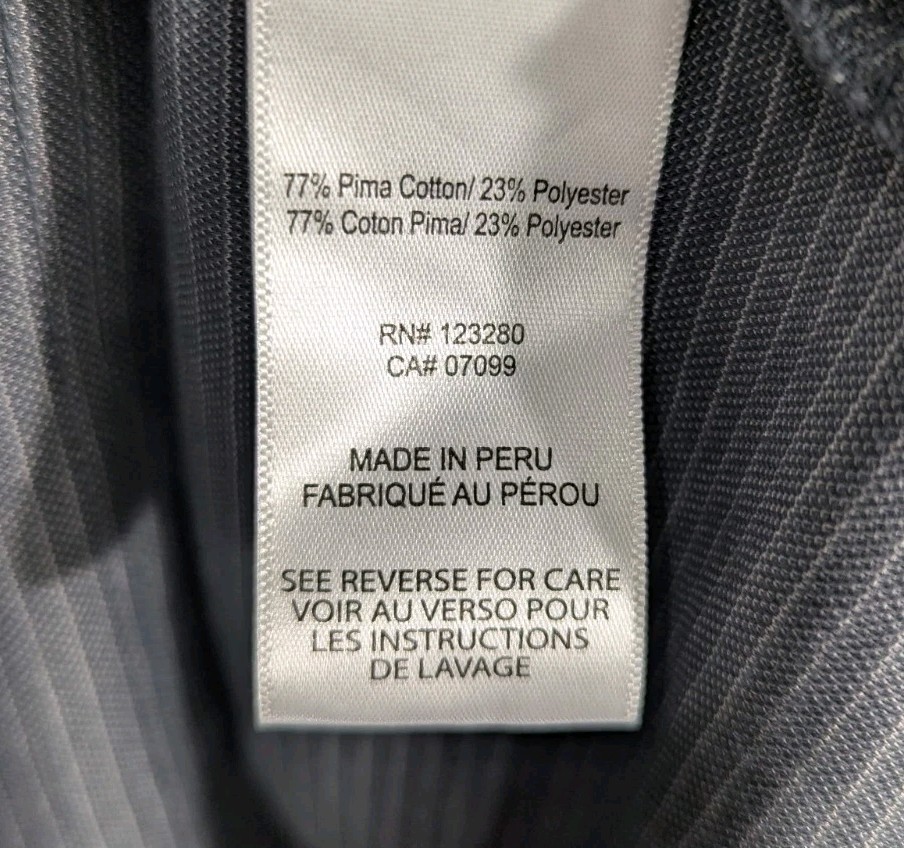 77% Pima Cotton/ 23% Polyester
77% Coton Pima/ 23% Polyester
RN# 123280
CA# 07099
MADE IN PERU
FABRIQUÉ AU PÉROU
SEE REVERSE FOR CARE
VOIR AU VERSO POUR
LES INSTRUCTIONS
DE LAVAGE